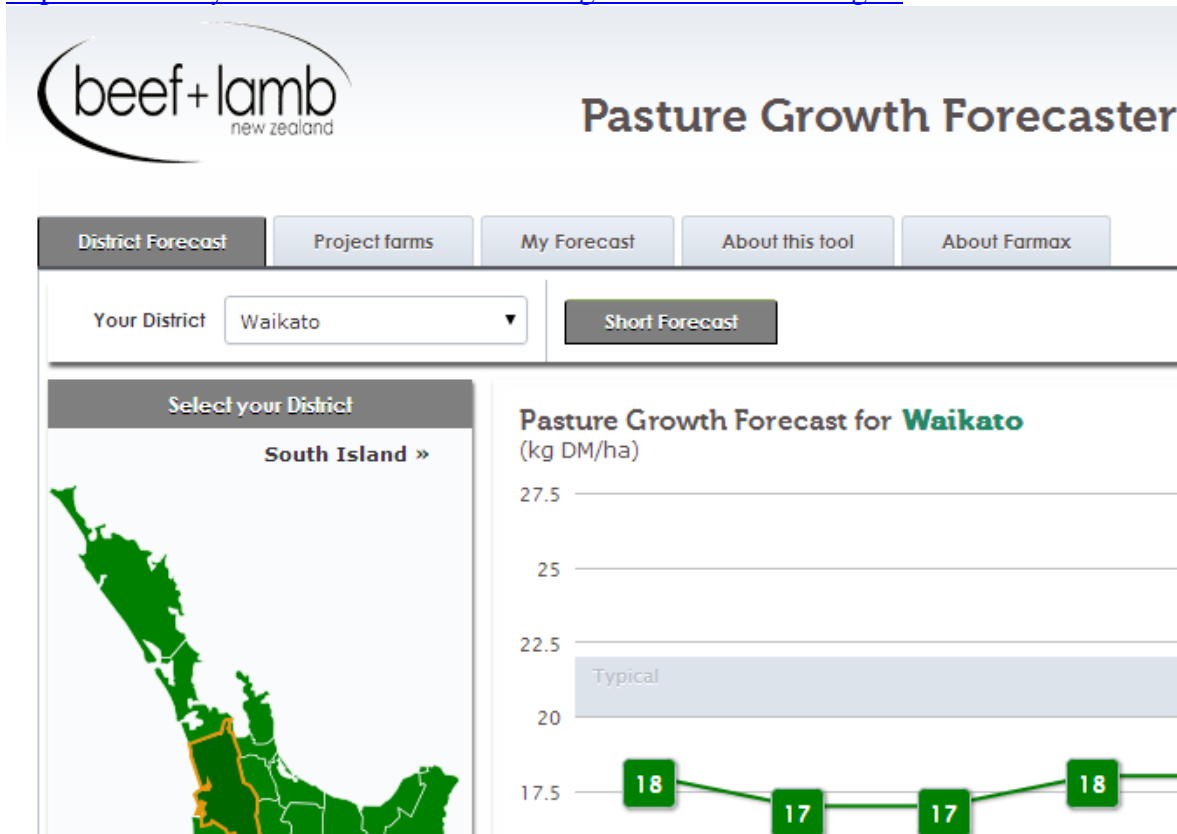 beef+lamb
new zealand
Pasture Growth Forecaster
District Forecast
Project farms
My Forecast
About this tool
About Farmax
Your District
Waikato
Short Forecast
Select your District
South Island »
Pasture Growth Forecast for Waikato
(kg DM/ha)
27.5
25
22.5
Typical
20
17.5
18
17
17
18